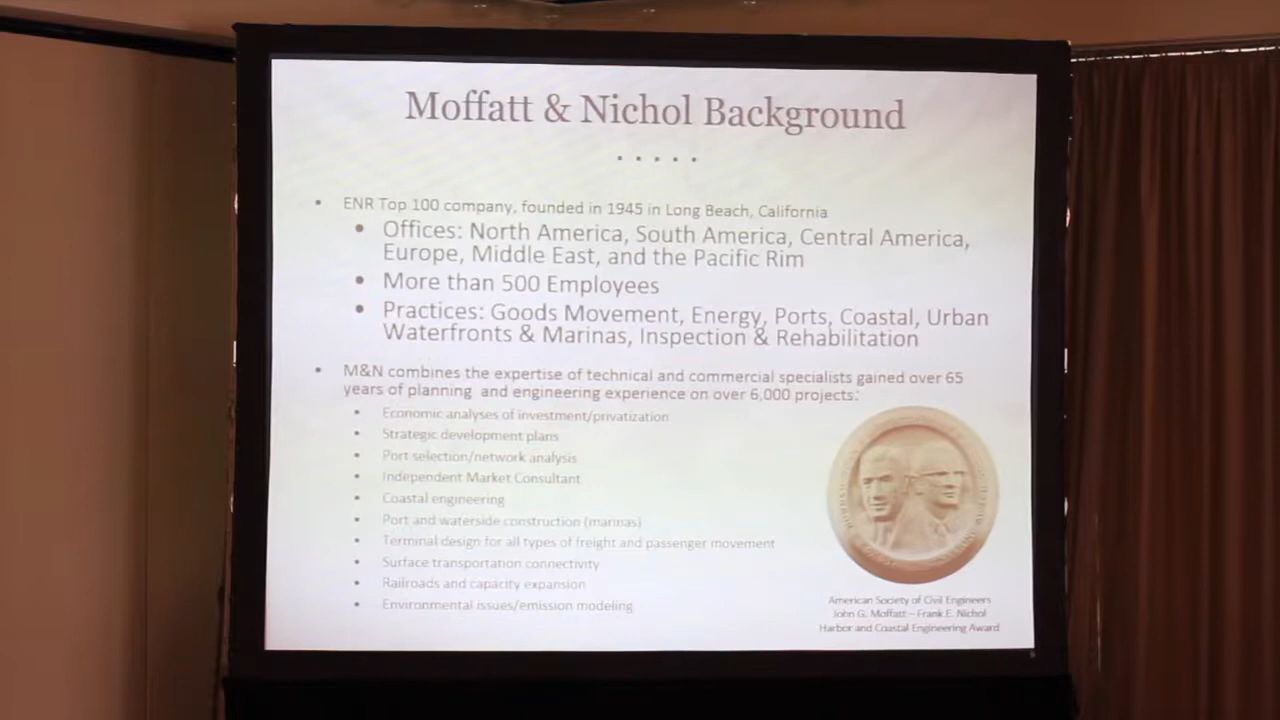 Moffatt & Nichol Background
• ENR Top 100 company, founded in 1945 in Long Beach, California
• Offices: North America, South America, Central America,
Europe, Middle East, and the Pacific Rim
• More than 500 Employees
• Practices: Goods Movement, Energy, Ports, Coastal, Urban
Waterfronts & Marinas, Inspection & Rehabilitation
• M&N combines the expertise of technical and commercial specialists gained over 65
years of planning and engineering experience on over 6,000 projects:
• Economic analyses of investment/privatization
• Strategic development plans
• Port selection/network analysis
• Independent Market Consultant
• Coastal engineering
• Port and waterside construction (marinas)
• Terminal design for all types of freight and passenger movement
• Surface transportation connectivity
• Railroads and capacity expansion
• Environmental issues/emission modeling
American Society of Civil Engineers
John G. Moffatt – Frank E. Nichol
Harbor and Coastal Engineering Award